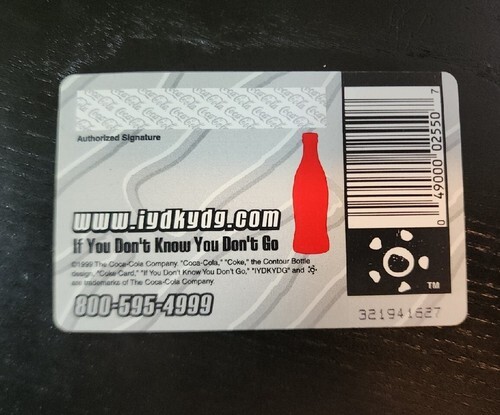 Authorized Signature
www.iydkydg.com
If You Don't Know You Don't Go
©1999 The Coca-Cola Company. "Coca-Cola," "Coke," the Contour Bottle
design, "Coke Card," "If You Don't Know You Don't Go," "IYDKYDG" and
are trademarks of The Coca-Cola Company
800-595-4999
0 49000 02550 7
TM
321941627